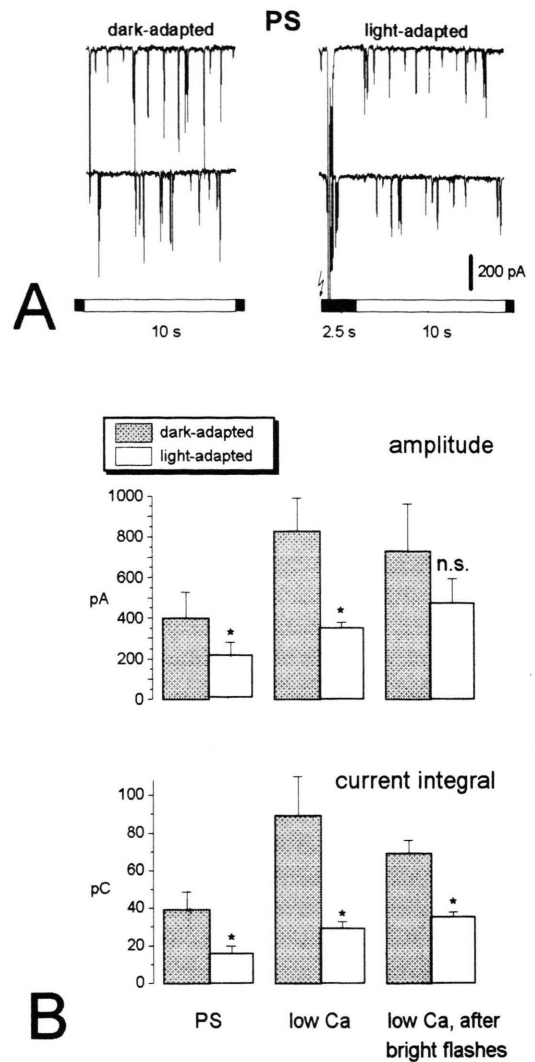 PS
dark-adapted
light-adapted
200 pA
A
10 s
2.5 s
10 s
dark-adapted
light-adapted
amplitude
1000
800
600
400
200
0
pA
*
*
n.s.
current integral
100
80
60
40
20
0
pC
*
*
*
B
PS
low Ca
low Ca, after
bright flashes